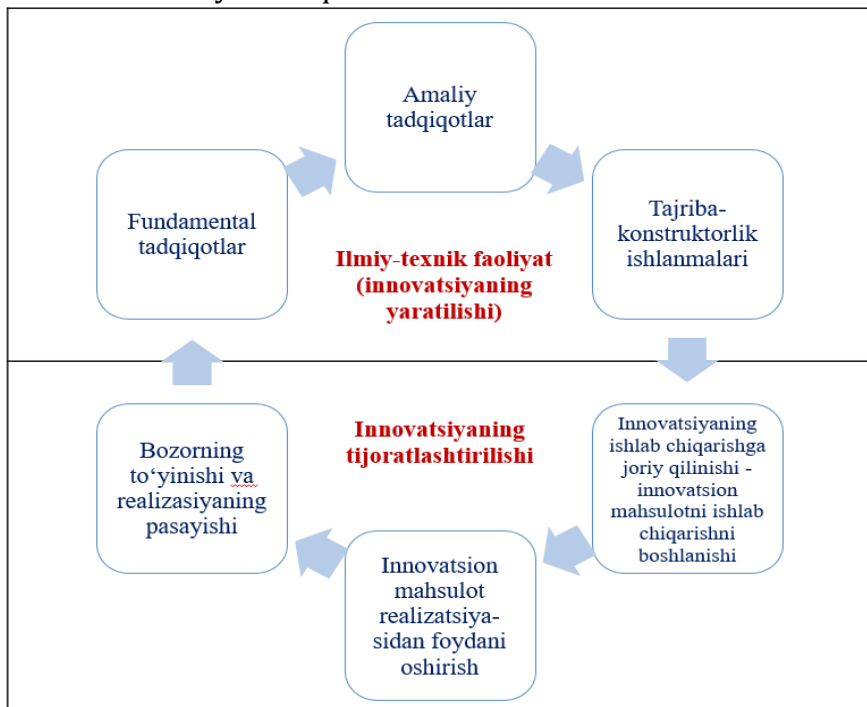 Amaliy
tadqiqotlar
Fundamental
tadqiqotlar
Tajriba-
konstruktorlik
ishlanmalari
Ilmiy-texnik faoliyat
(innovatsiyaning
yaratilishi)
Innovatsiyaning
tijoratlashtirilishi
Bozorning
to‘yinishi va
realizasiyaning
pasayishi
Innovatsiyaning
ishlab chiqarishga
joriy qilinishi -
innovatsion
mahsulotni ishlab
chiqarishni
boshlanishi
Innovatsion
mahsulot
realizatsiya-
sidan foydani
oshirish